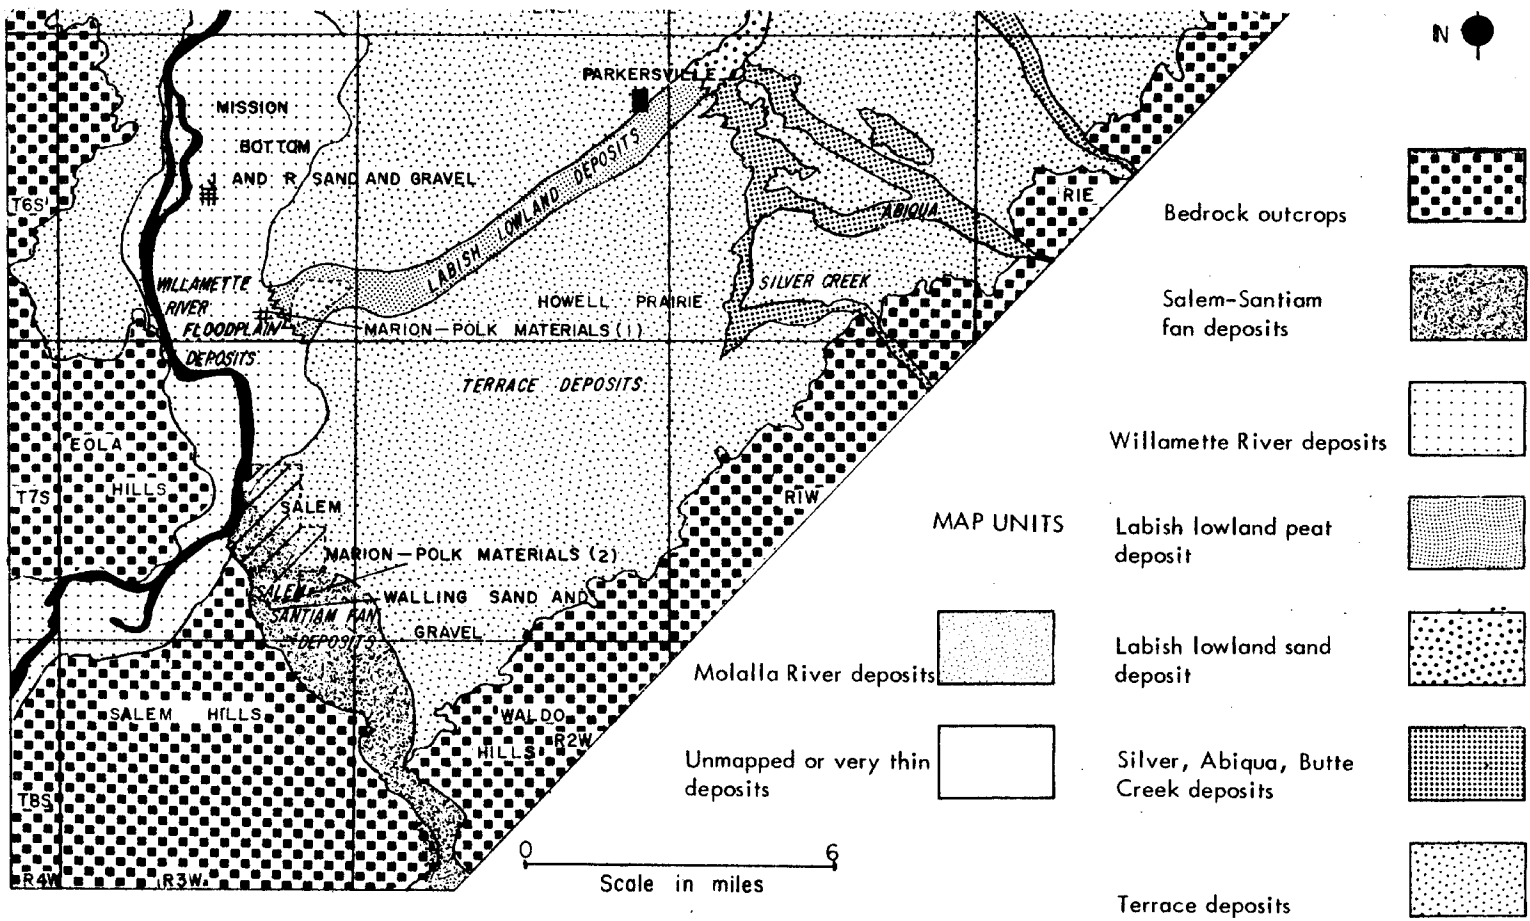 PARKERSVILLE
MISSION
BOTTOM
J AND R SAND AND GRAVEL
T6S
LABISH LOWLAND DEPOSITS
ABIQUA
RIE
WILLAMETTE
RIVER
FLOODPLAIN
DEPOSITS
SILVER CREEK
HOWELL PRAIRIE
MARION-POLK MATERIALS (1)
TERRACE DEPOSITS
EOLA
HILLS
T7S
SALEM
R1W
MARION-POLK MATERIALS (2)
SALEM
SANTIAM FAN
DEPOSITS
WALLING SAND AND
GRAVEL
SALEM HILLS
WALDO
HILLS
R2W
T8S
R4W
R3W
0 6
Scale in miles
N
MAP UNITS
Bedrock outcrops
Salem-Santiam
fan deposits
Willamette River deposits
Labish lowland peat
deposit
Labish lowland sand
deposit
Silver, Abiqua, Butte
Creek deposits
Terrace deposits
Molalla River deposits
Unmapped or very thin
deposits